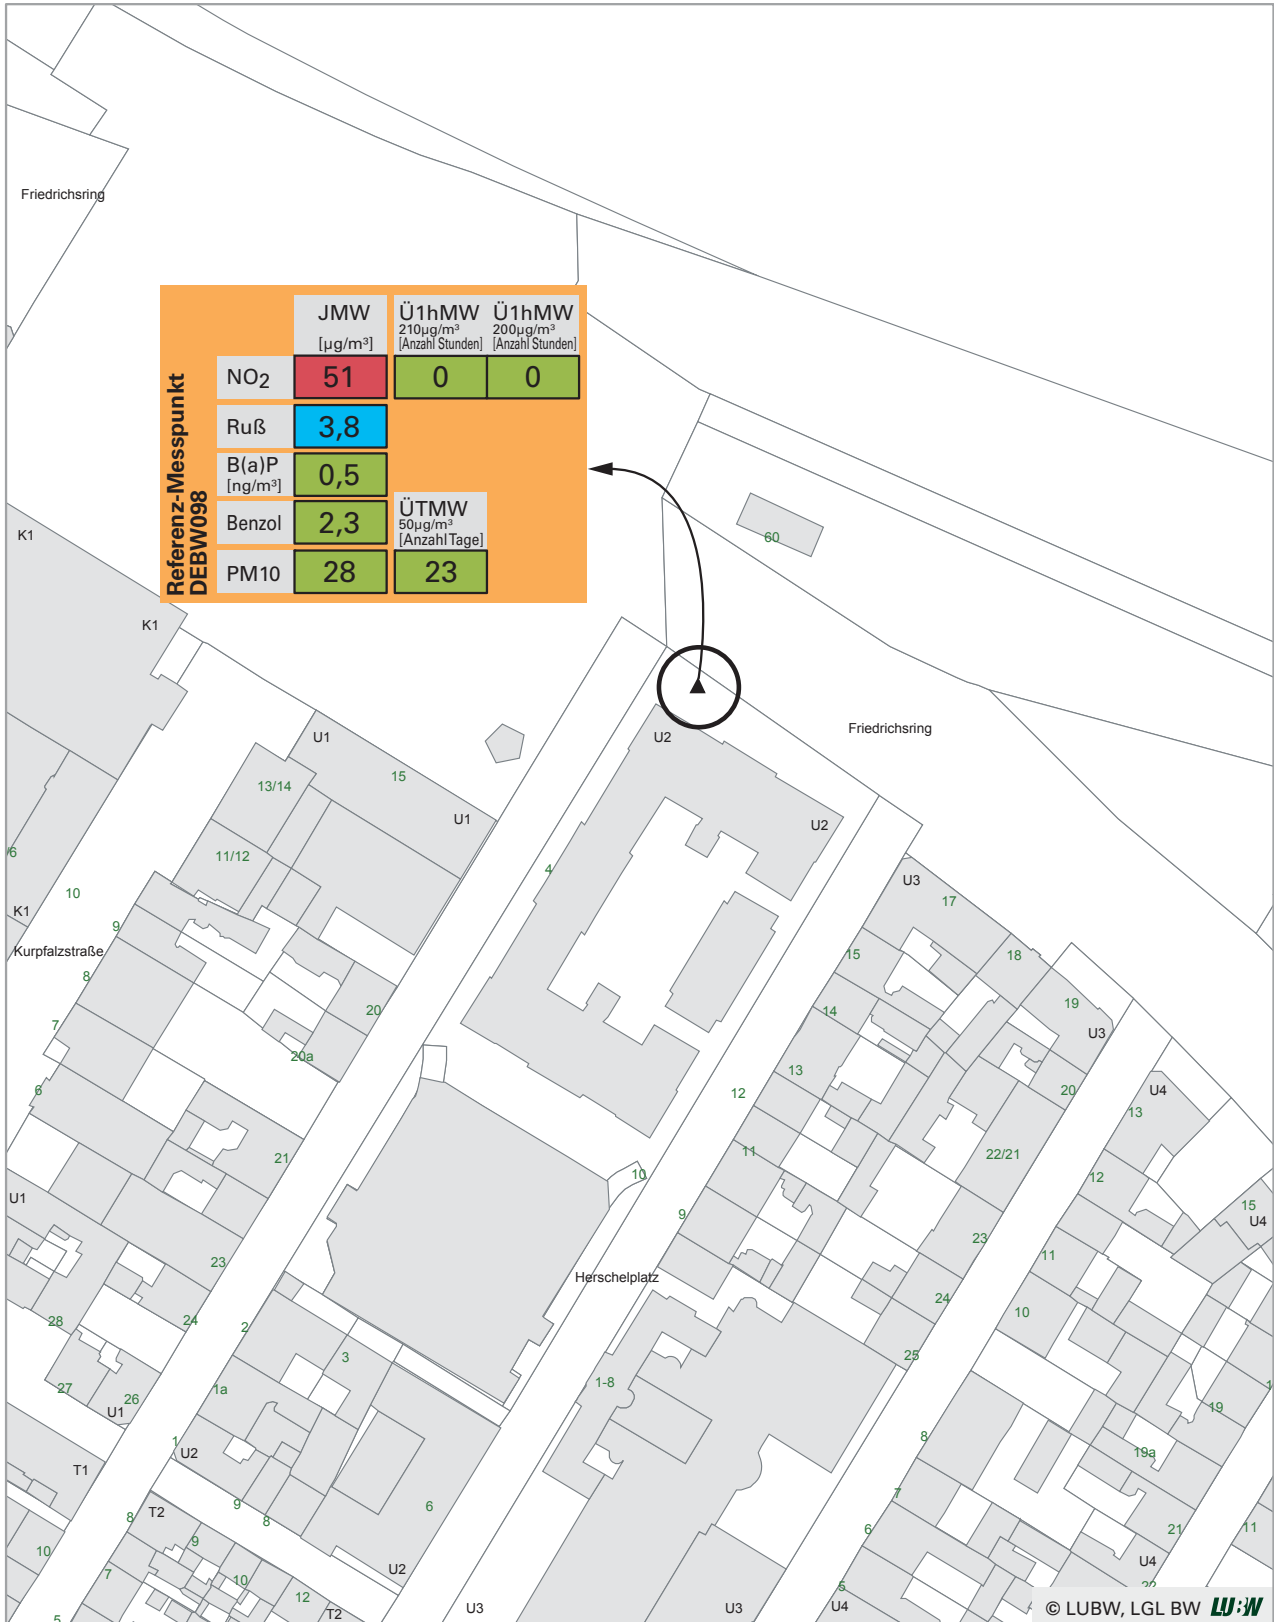 Friedrichsring
JMW
[µg/m³]
Ü1hMW
210µg/m³
[Anzahl Stunden]
Ü1hMW
200µg/m³
[Anzahl Stunden]
Referenz-Messpunkt
DEBW098
NO2 51 0 0
Ruß 3,8
B(a)P
[ng/m³]
0,5
Benzol 2,3
ÜTMW
50µg/m³
[Anzahl Tage]
PM10 28 23
K1
60
K1
U1
U2
Friedrichsring
15
13/14
U1
U2
11/12
4
U3
10
17
K1
9
Kurpfalzstraße
15
18
8
20
14
19
7
U3
20a
13
6
12
20
U4
13
21
11
22/21
10
12
U1
9
15
U4
23
23
11
Herschelplatz
24
28
24
10
2
3
25
27
1a
1-8
26
19
U1
1
U2
8
19a
T1
7
9
6
8
T2
8
6
21
11
9
10
U2
U4
7
10
5
12
5
T2
U3
U3
U4
© LUBW, LGL BW LUBW